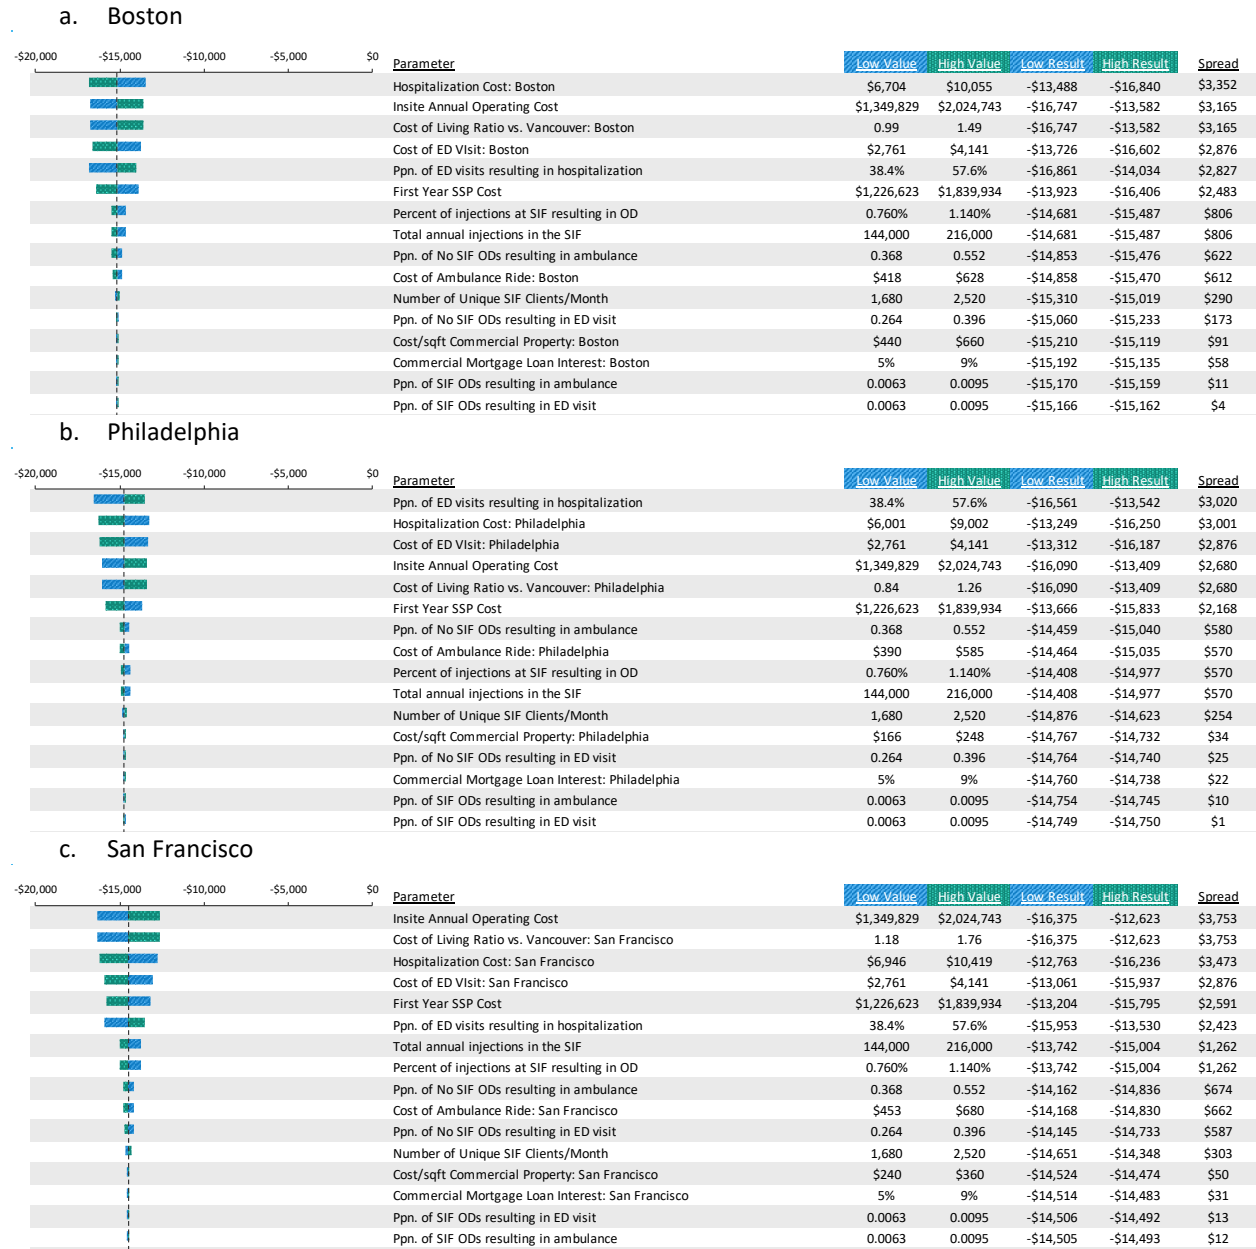 a. Boston
-$20,000 -$15,000 -$10,000 -$5,000 $0 Parameter Low Value High Value Low Result High Result Spread
Hospitalization Cost: Boston $6,704 $10,055 -$13,488 -$16,840 $3,352
Insite Annual Operating Cost $1,349,829 $2,024,743 -$16,747 -$13,582 $3,165
Cost of Living Ratio vs. Vancouver: Boston 0.99 1.49 -$16,747 -$13,582 $3,165
Cost of ED VIsit: Boston $2,761 $4,141 -$13,726 -$16,602 $2,876
Ppn. of ED visits resulting in hospitalization 38.4% 57.6% -$16,861 -$14,034 $2,827
First Year SSP Cost $1,226,623 $1,839,934 -$13,923 -$16,406 $2,483
Percent of injections at SIF resulting in OD 0.760% 1.140% -$14,681 -$15,487 $806
Total annual injections in the SIF 144,000 216,000 -$14,681 -$15,487 $806
Ppn. of No SIF ODs resulting in ambulance 0.368 0.552 -$14,853 -$15,476 $622
Cost of Ambulance Ride: Boston $418 $628 -$14,858 -$15,470 $612
Number of Unique SIF Clients/Month 1,680 2,520 -$15,310 -$15,019 $290
Ppn. of No SIF ODs resulting in ED visit 0.264 0.396 -$15,060 -$15,233 $173
Cost/sqft Commercial Property: Boston $440 $660 -$15,210 -$15,119 $91
Commercial Mortgage Loan Interest: Boston 5% 9% -$15,192 -$15,135 $58
Ppn. of SIF ODs resulting in ambulance 0.0063 0.0095 -$15,170 -$15,159 $11
Ppn. of SIF ODs resulting in ED visit 0.0063 0.0095 -$15,166 -$15,162 $4
b. Philadelphia
-$20,000 -$15,000 -$10,000 -$5,000 $0 Parameter Low Value High Value Low Result High Result Spread
Ppn. of ED visits resulting in hospitalization 38.4% 57.6% -$16,561 -$13,542 $3,020
Hospitalization Cost: Philadelphia $6,001 $9,002 -$13,249 -$16,250 $3,001
Cost of ED VIsit: Philadelphia $2,761 $4,141 -$13,312 -$16,187 $2,876
Insite Annual Operating Cost $1,349,829 $2,024,743 -$16,090 -$13,409 $2,680
Cost of Living Ratio vs. Vancouver: Philadelphia 0.84 1.26 -$16,090 -$13,409 $2,680
First Year SSP Cost $1,226,623 $1,839,934 -$13,666 -$15,833 $2,168
Ppn. of No SIF ODs resulting in ambulance 0.368 0.552 -$14,459 -$15,040 $580
Cost of Ambulance Ride: Philadelphia $390 $585 -$14,464 -$15,035 $570
Percent of injections at SIF resulting in OD 0.760% 1.140% -$14,408 -$14,977 $570
Total annual injections in the SIF 144,000 216,000 -$14,408 -$14,977 $570
Number of Unique SIF Clients/Month 1,680 2,520 -$14,876 -$14,623 $254
Cost/sqft Commercial Property: Philadelphia $166 $248 -$14,767 -$14,732 $34
Ppn. of No SIF ODs resulting in ED visit 0.264 0.396 -$14,764 -$14,740 $25
Commercial Mortgage Loan Interest: Philadelphia 5% 9% -$14,760 -$14,738 $22
Ppn. of SIF ODs resulting in ambulance 0.0063 0.0095 -$14,754 -$14,745 $10
Ppn. of SIF ODs resulting in ED visit 0.0063 0.0095 -$14,749 -$14,750 $1
c. San Francisco
-$20,000 -$15,000 -$10,000 -$5,000 $0 Parameter Low Value High Value Low Result High Result Spread
Insite Annual Operating Cost $1,349,829 $2,024,743 -$16,375 -$12,623 $3,753
Cost of Living Ratio vs. Vancouver: San Francisco 1.18 1.76 -$16,375 -$12,623 $3,753
Hospitalization Cost: San Francisco $6,946 $10,419 -$12,763 -$16,236 $3,473
Cost of ED VIsit: San Francisco $2,761 $4,141 -$13,061 -$15,937 $2,876
First Year SSP Cost $1,226,623 $1,839,934 -$13,204 -$15,795 $2,591
Ppn. of ED visits resulting in hospitalization 38.4% 57.6% -$15,953 -$13,530 $2,423
Total annual injections in the SIF 144,000 216,000 -$13,742 -$15,004 $1,262
Percent of injections at SIF resulting in OD 0.760% 1.140% -$13,742 -$15,004 $1,262
Ppn. of No SIF ODs resulting in ambulance 0.368 0.552 -$14,162 -$14,836 $674
Cost of Ambulance Ride: San Francisco $453 $680 -$14,168 -$14,830 $662
Ppn. of No SIF ODs resulting in ED visit 0.264 0.396 -$14,145 -$14,733 $587
Number of Unique SIF Clients/Month 1,680 2,520 -$14,651 -$14,348 $303
Cost/sqft Commercial Property: San Francisco $240 $360 -$14,524 -$14,474 $50
Commercial Mortgage Loan Interest: San Francisco 5% 9% -$14,514 -$14,483 $31
Ppn. of SIF ODs resulting in ED visit 0.0063 0.0095 -$14,506 -$14,492 $13
Ppn. of SIF ODs resulting in ambulance 0.0063 0.0095 -$14,505 -$14,493 $12